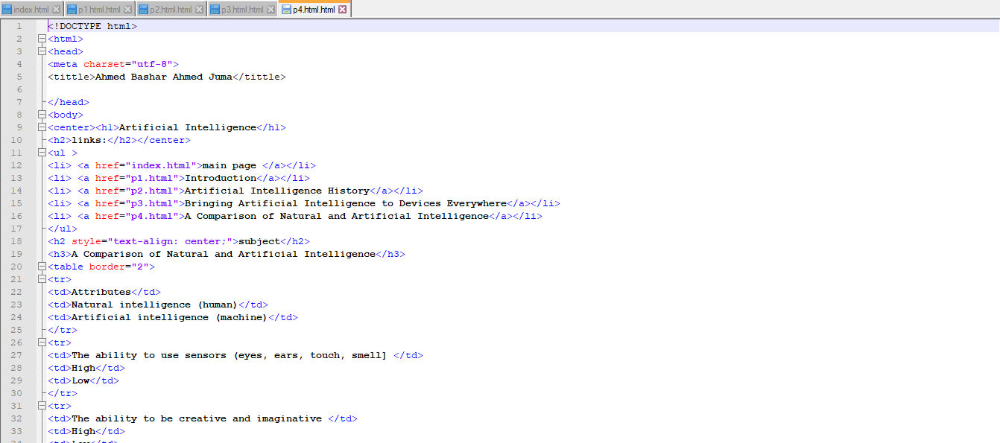 index.html p1.html.html p2.html.html p3.html.html p4.html.html
1 <!DOCTYPE html>
2 <html>
3 <head>
4 <meta charset="utf-8">
5 <tittle>Ahmed Bashar Ahmed Juma</tittle>
6
7 </head>
8 <body>
9 <center><h1>Artificial Intelligence</h1>
10 <h2>links:</h2></center>
11 <ul >
12 <li> <a href="index.html">main page </a></li>
13 <li> <a href="p1.html">Introduction</a></li>
14 <li> <a href="p2.html">Artificial Intelligence History</a></li>
15 <li> <a href="p3.html">Bringing Artificial Intelligence to Devices Everywhere</a></li>
16 <li> <a href="p4.html">A Comparison of Natural and Artificial Intelligence</a></li>
17 </ul>
18 <h2 style="text-align: center;">subject</h2>
19 <h3>A Comparison of Natural and Artificial Intelligence</h3>
20 <table border="2">
21 <tr>
22 <td>Attributes</td>
23 <td>Natural intelligence (human)</td>
24 <td>Artificial intelligence (machine)</td>
25 </tr>
26 <tr>
27 <td>The ability to use sensors (eyes, ears, touch, smell] </td>
28 <td>High</td>
29 <td>Low</td>
30 </tr>
31 <tr>
32 <td>The ability to be creative and imaginative </td>
33 <td>High</td>